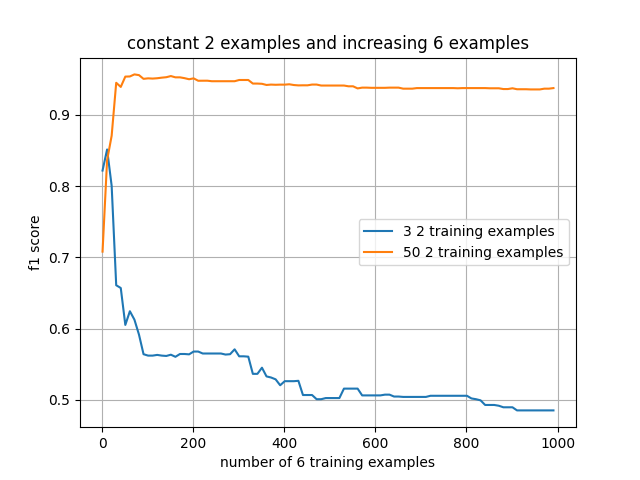 constant 2 examples and increasing 6 examples
f1 score
0.9
0.8
0.7
0.6
0.5
3 2 training examples
50 2 training examples
0
200
400
600
800
1000
number of 6 training examples